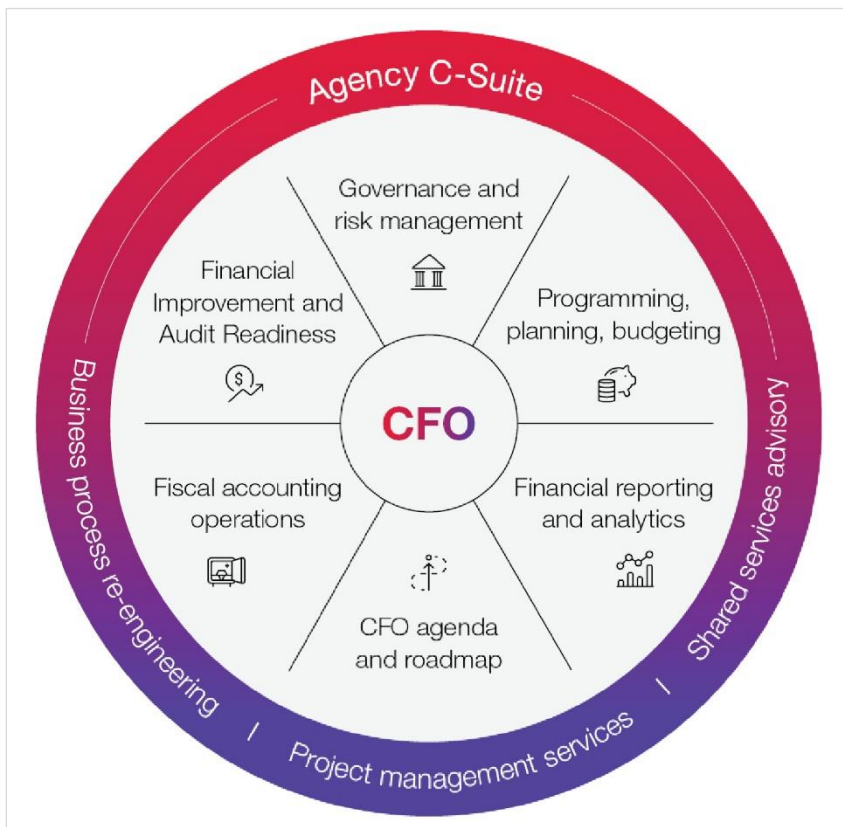 Agency C-Suite
Governance and
risk management
Financial
Improvement and
Audit Readiness
Programming,
planning, budgeting
CFO
Fiscal accounting
operations
Financial reporting
and analytics
CFO agenda
and roadmap
Business process re-engineering | Project management services | Shared services advisory